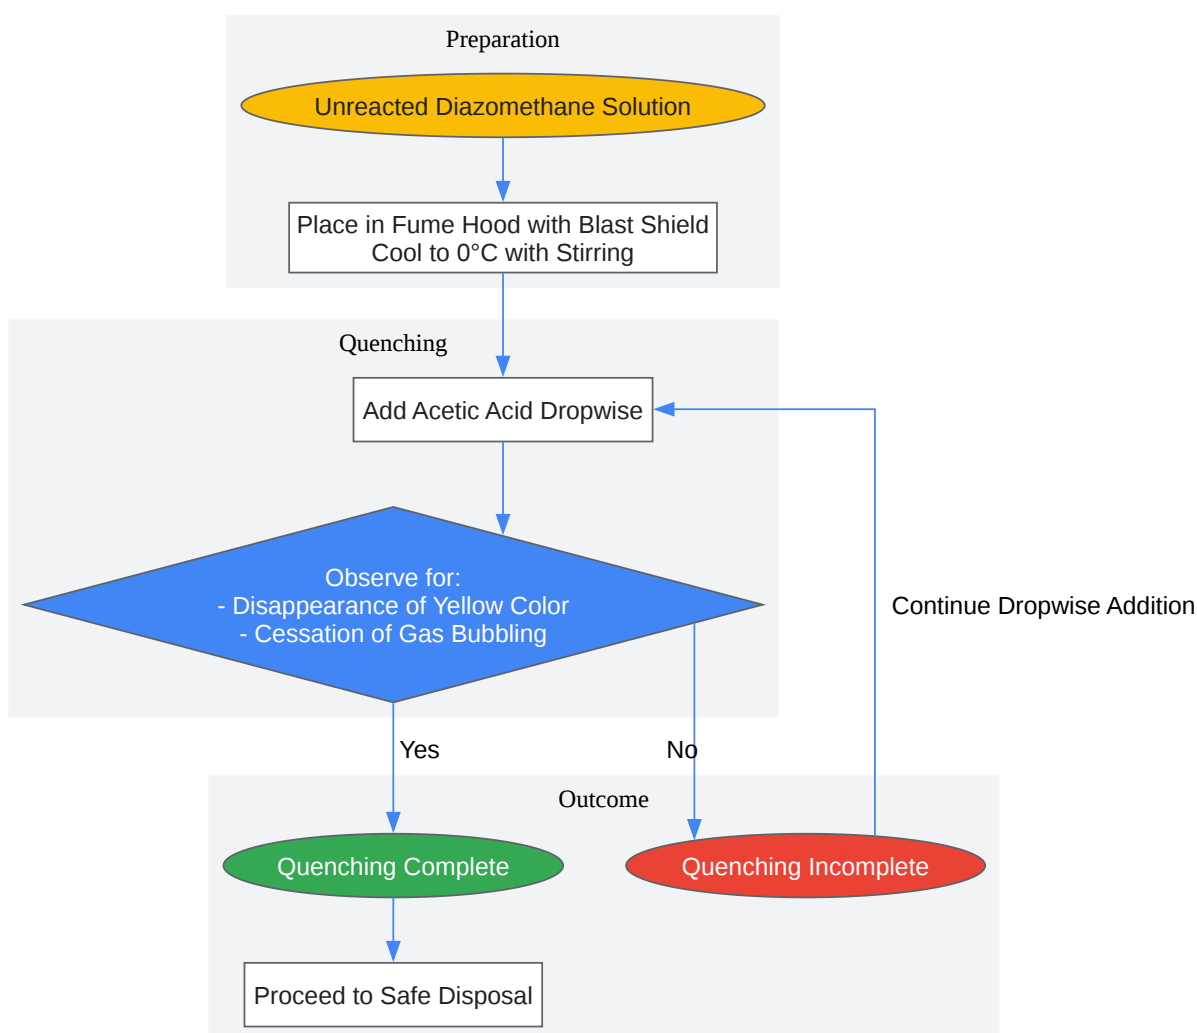 Preparation
Unreacted Diazomethane Solution
Place in Fume Hood with Blast Shield
Cool to 0°C with Stirring
Quenching
Add Acetic Acid Dropwise
Observe for:
- Disappearance of Yellow Color
- Cessation of Gas Bubbling
Continue Dropwise Addition
Yes
No
Outcome
Quenching Complete
Quenching Incomplete
Proceed to Safe Disposal